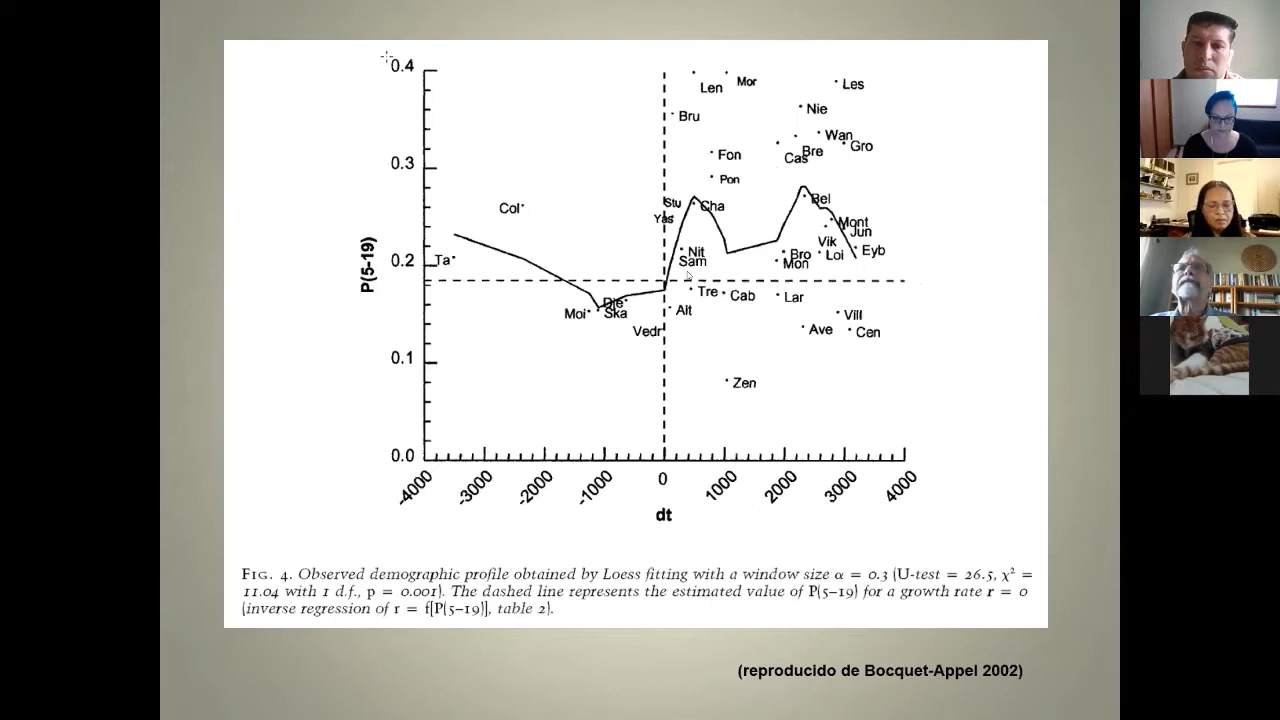 0.4
Len
Mor
Les
Bru
Nie
Wan
Cas
Bre
Gro
0.3
Fon
Pon
Col
Stu
Yas
Cha
Bel
Mont
Jun
P(5-19)
0.2
Ta
Nit
Sam
Bro
Mon
Vik
Loi
Eyb
Tre
Cab
Lar
Moi
Ska
Alt
Vill
Vedr
Ave
Cen
0.1
Zen
0.0
-4000
-3000
-2000
-1000
0
1000
2000
3000
4000
dt
FIG. 4. Observed demographic profile obtained by Loess fitting with a window size α = 0.3 (U-test = 26.5, χ² =
11.04 with 1 d.f., p = 0.001). The dashed line represents the estimated value of P(5–19) for a growth rate r = 0
(inverse regression of r = f[P(5–19)], table 2).
(reproducido de Bocquet-Appel 2002)